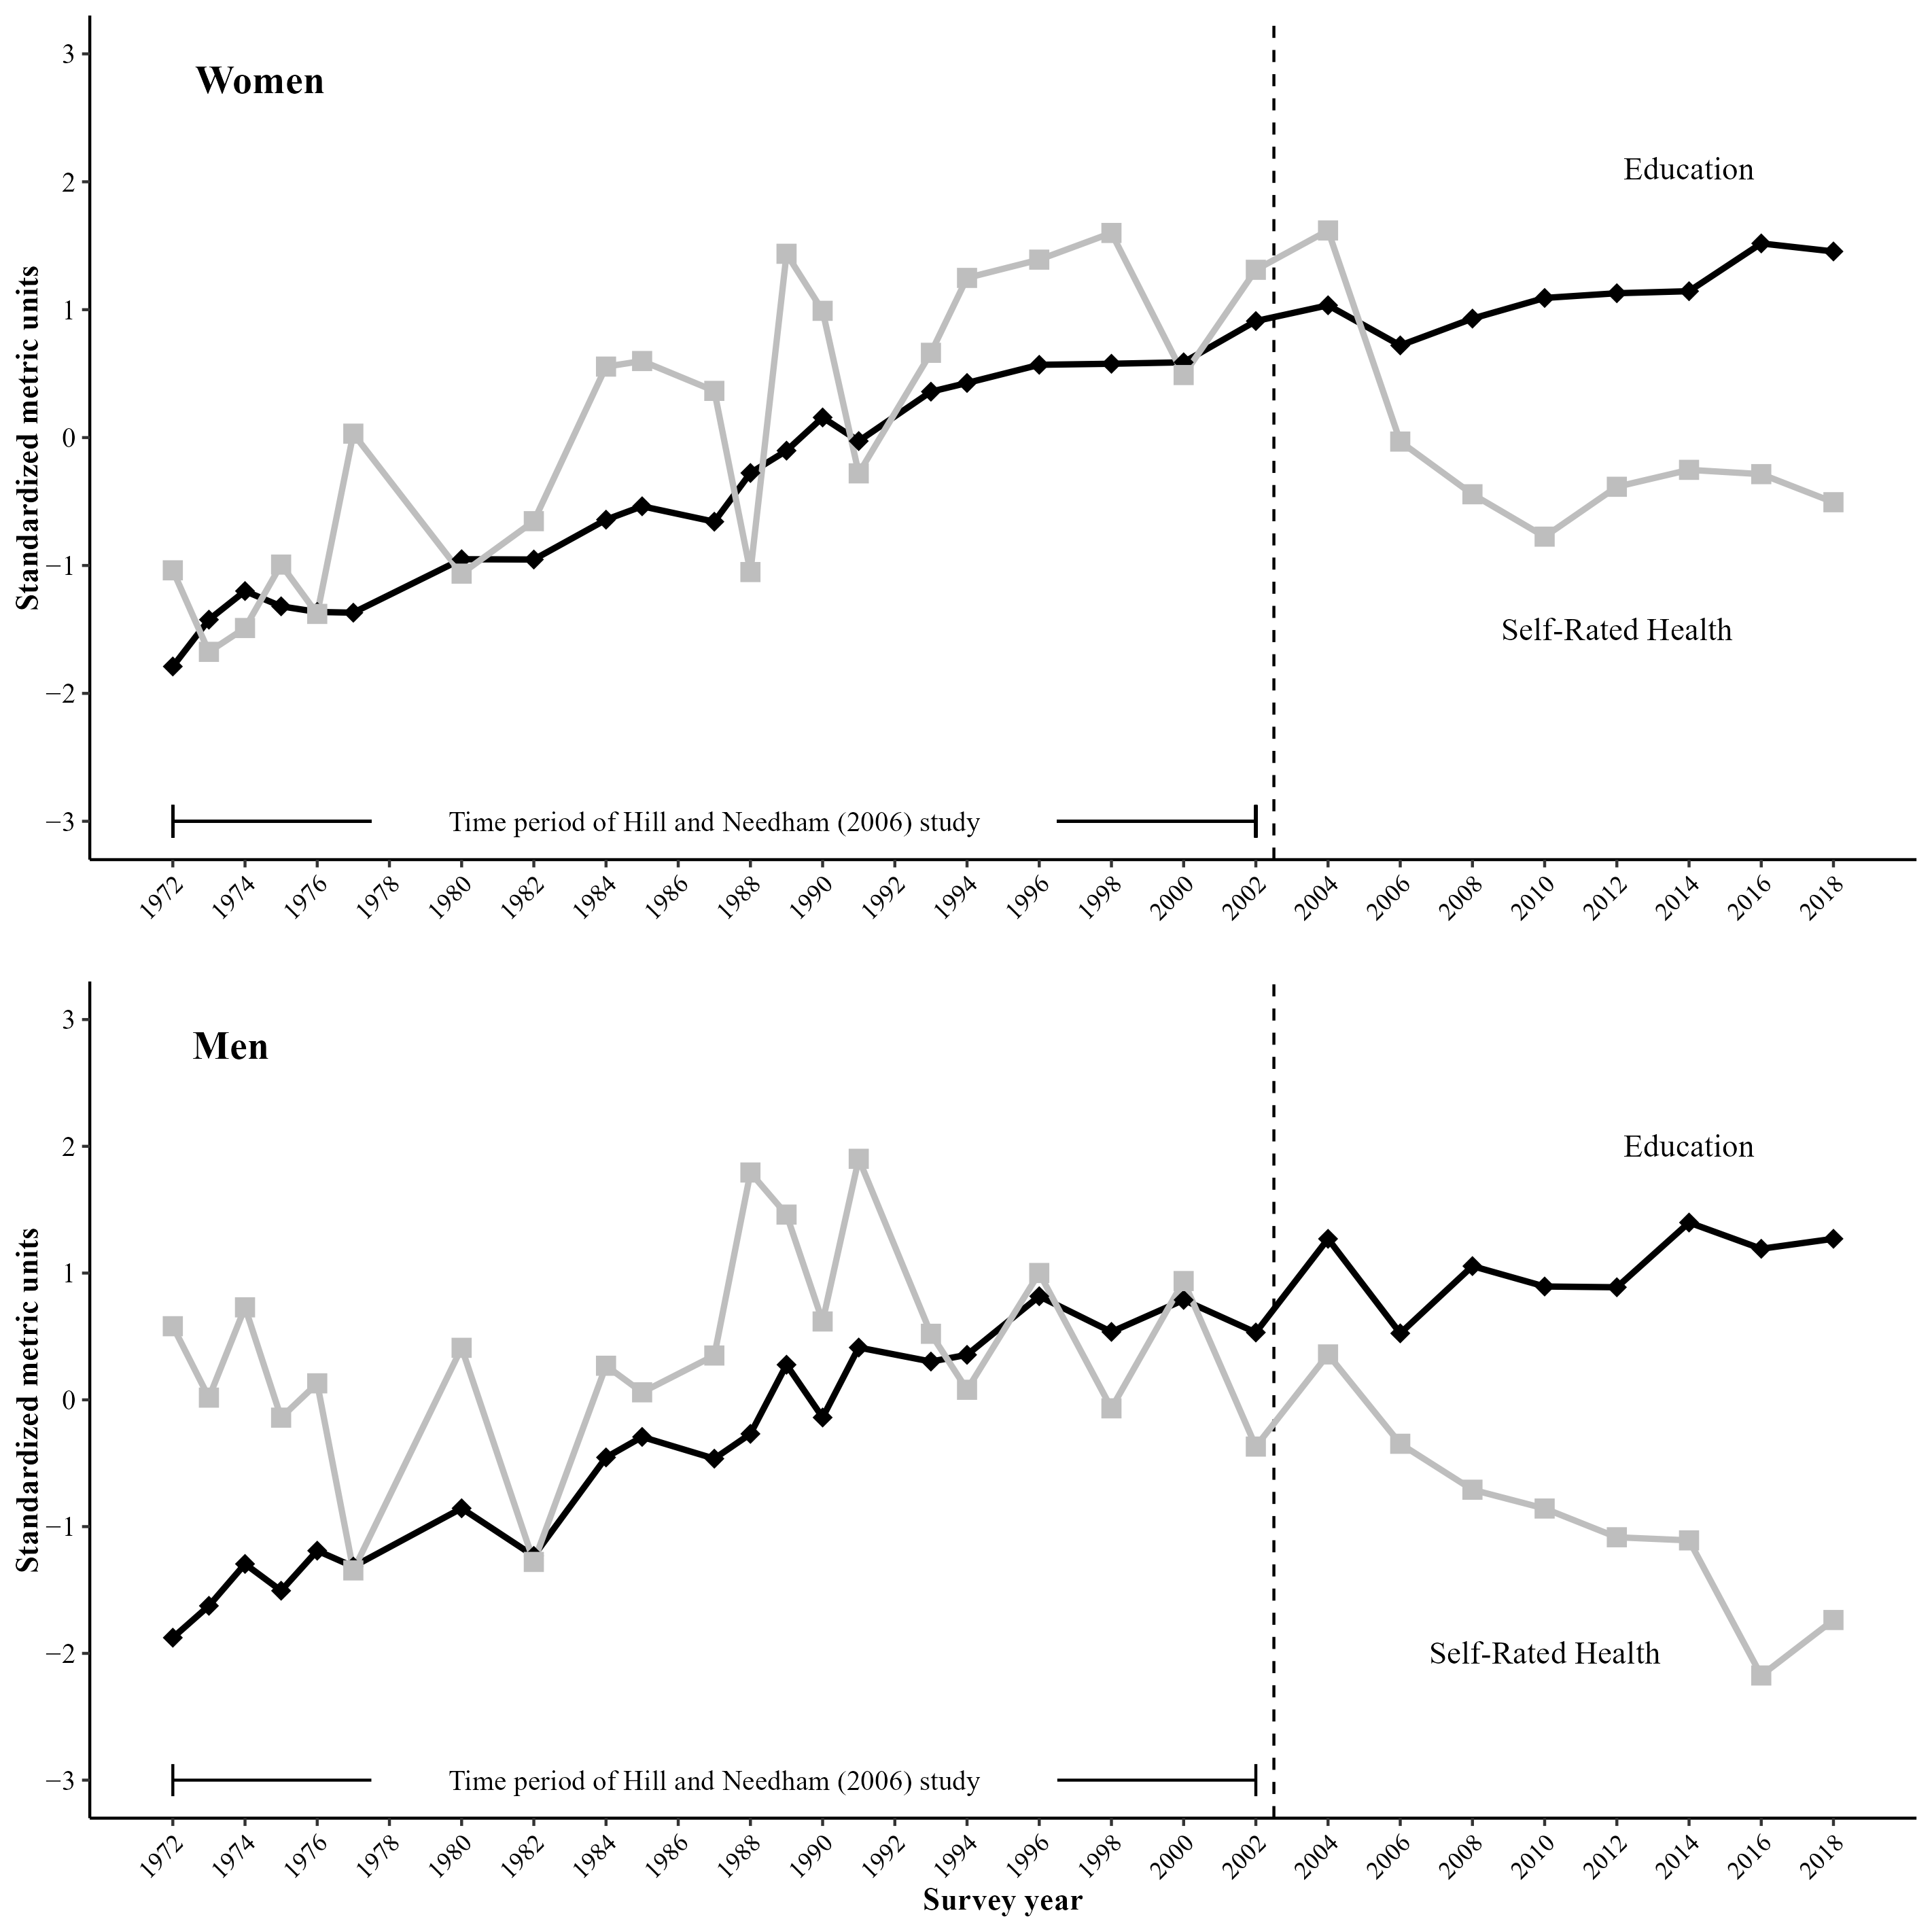 Women
Standardized metric units
3
2
1
0
−1
−2
−3
Education
Self-Rated Health
Time period of Hill and Needham (2006) study
1972 1974 1976 1978 1980 1982 1984 1986 1988 1990 1992 1994 1996 1998 2000 2002 2004 2006 2008 2010 2012 2014 2016 2018
Men
Standardized metric units
3
2
1
0
−1
−2
−3
Education
Self-Rated Health
Time period of Hill and Needham (2006) study
1972 1974 1976 1978 1980 1982 1984 1986 1988 1990 1992 1994 1996 1998 2000 2002 2004 2006 2008 2010 2012 2014 2016 2018
Survey year